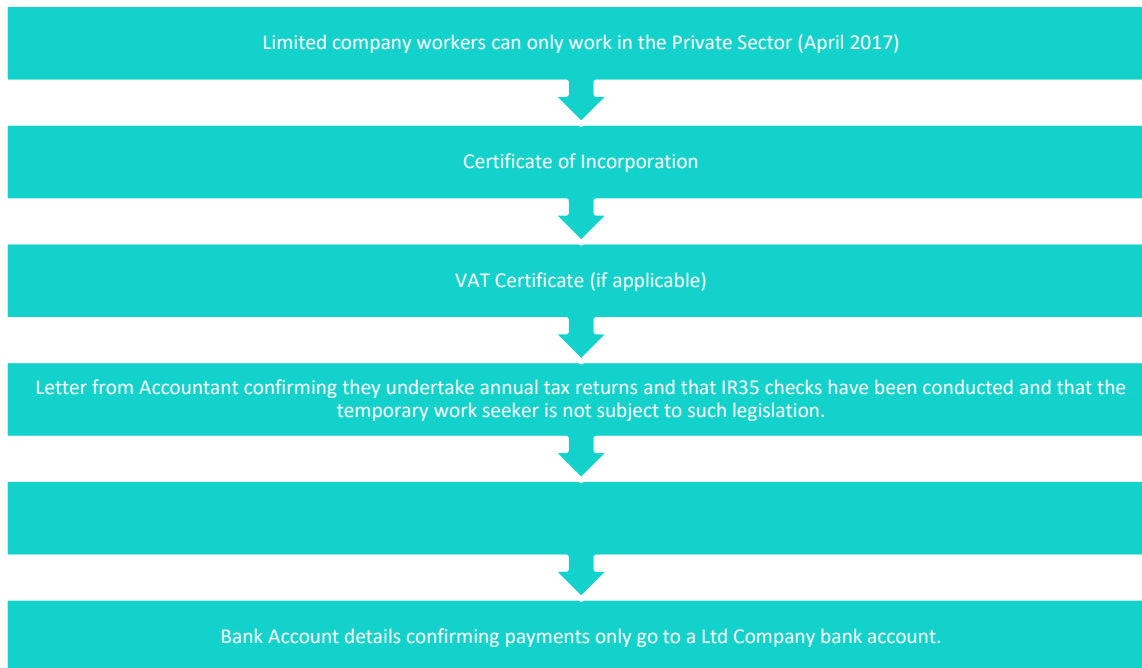 Limited company workers can only work in the Private Sector (April 2017)
Certificate of Incorporation
VAT Certificate (if applicable)
Letter from Accountant confirming they undertake annual tax returns and that IR35 checks have been conducted and that the
temporary work seeker is not subject to such legislation.
Bank Account details confirming payments only go to a Ltd Company bank account.